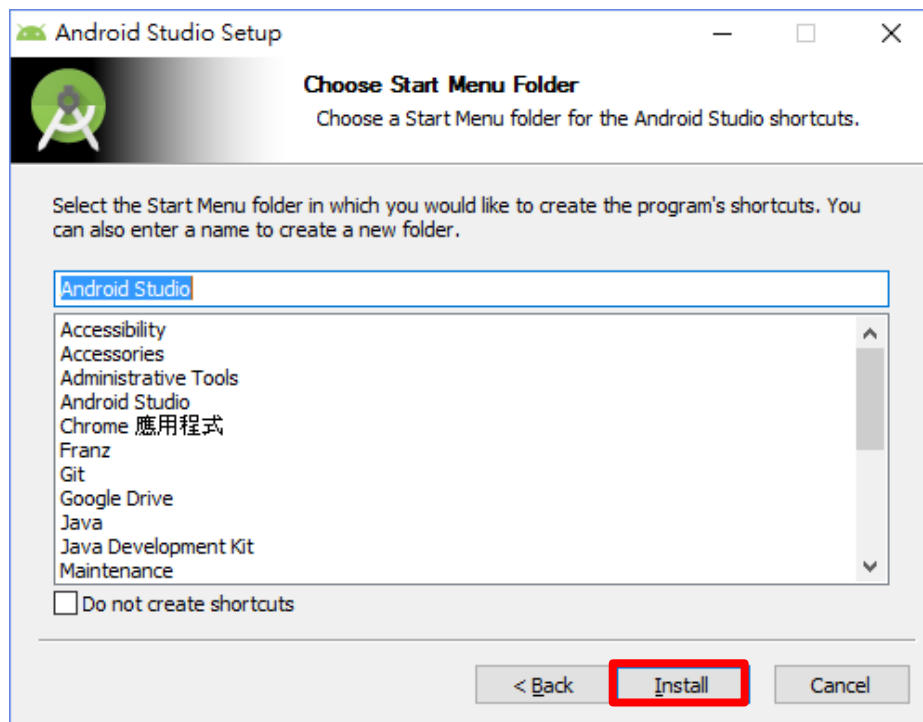 Android Studio Setup
Choose Start Menu Folder
Choose a Start Menu folder for the Android Studio shortcuts.
Select the Start Menu folder in which you would like to create the program's shortcuts. You
can also enter a name to create a new folder.
Android Studio
Accessibility
Accessories
Administrative Tools
Android Studio
Chrome 應用程式
Franz
Git
Google Drive
Java
Java Development Kit
Maintenance
Do not create shortcuts
< Back
Install
Cancel